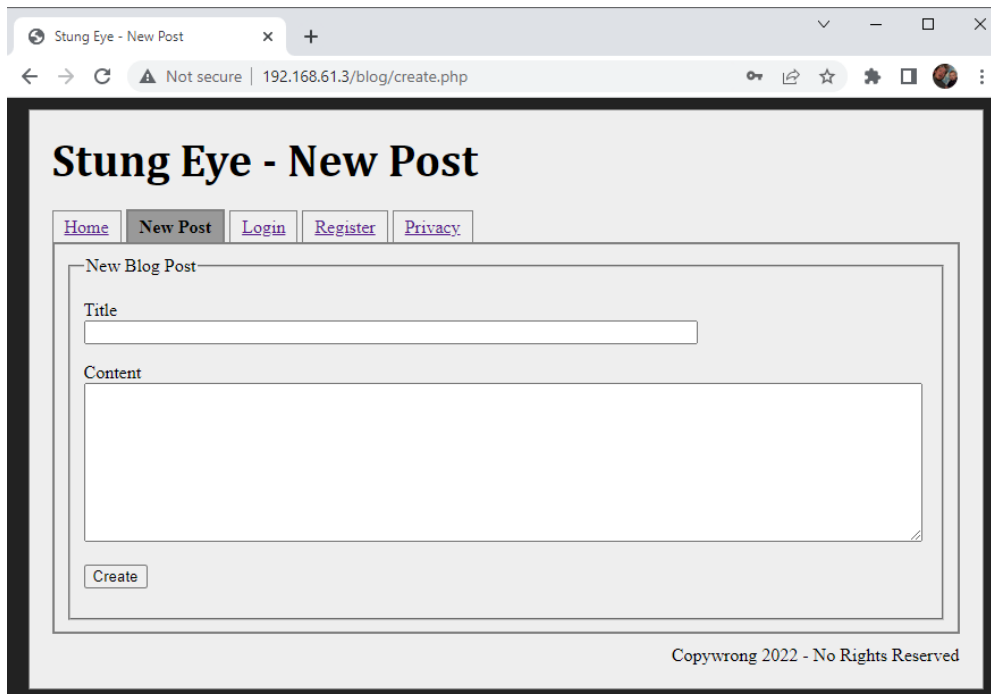 Stung Eye - New Post
Not secure 192.168.61.3/blog/create.php
Stung Eye - New Post
Home New Post Login Register Privacy
New Blog Post
Title
Content
Create
Copywrong 2022 - No Rights Reserved